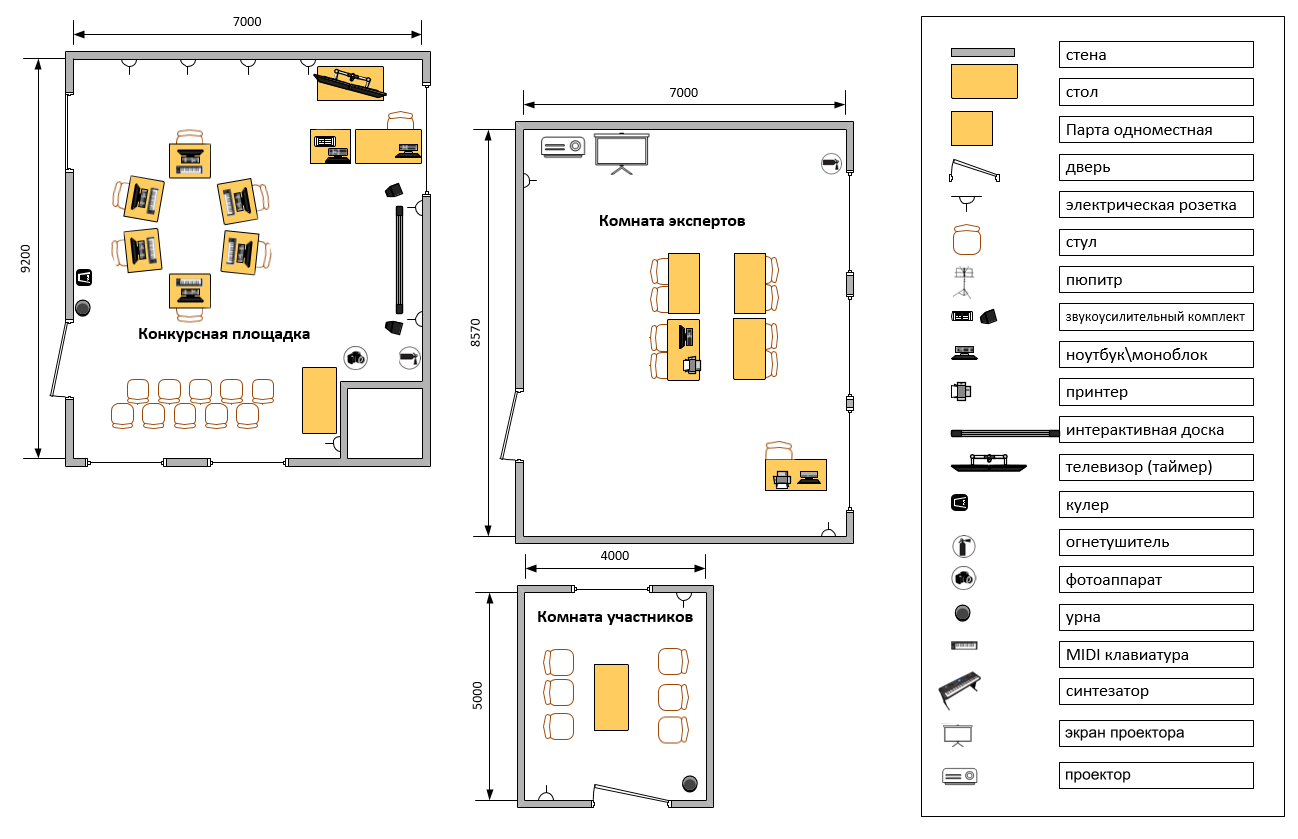 7000
9200
Конкурсная площадка
7000
8570
Комната экспертов
4000
5000
Комната участников
стена
стол
Парта одноместная
дверь
электрическая розетка
стул
пюпитр
звукоусилительный комплект
ноутбук\моноблок
принтер
интерактивная доска
телевизор (таймер)
кулер
огнетушитель
фотоаппарат
урна
MIDI клавиатура
синтезатор
экран проектора
проектор